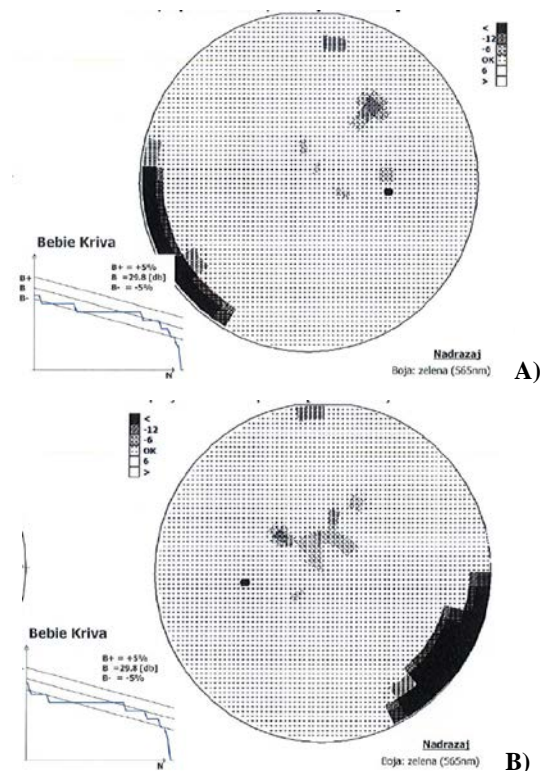 <
-12
-6
OK
6
>
Bebie Kriva
B+
B
B-
B+ = +5%
B =29.8 [db]
B- = -5%
N
Nadrazaj
Boja: zelena (565nm)
A)
<
-12
-6
OK
6
>
Bebie Kriva
B+
B
B-
B+ = +5%
B =29.8 [db]
B- = -5%
N
Nadrazaj
Boja: zelena (565nm)
B)